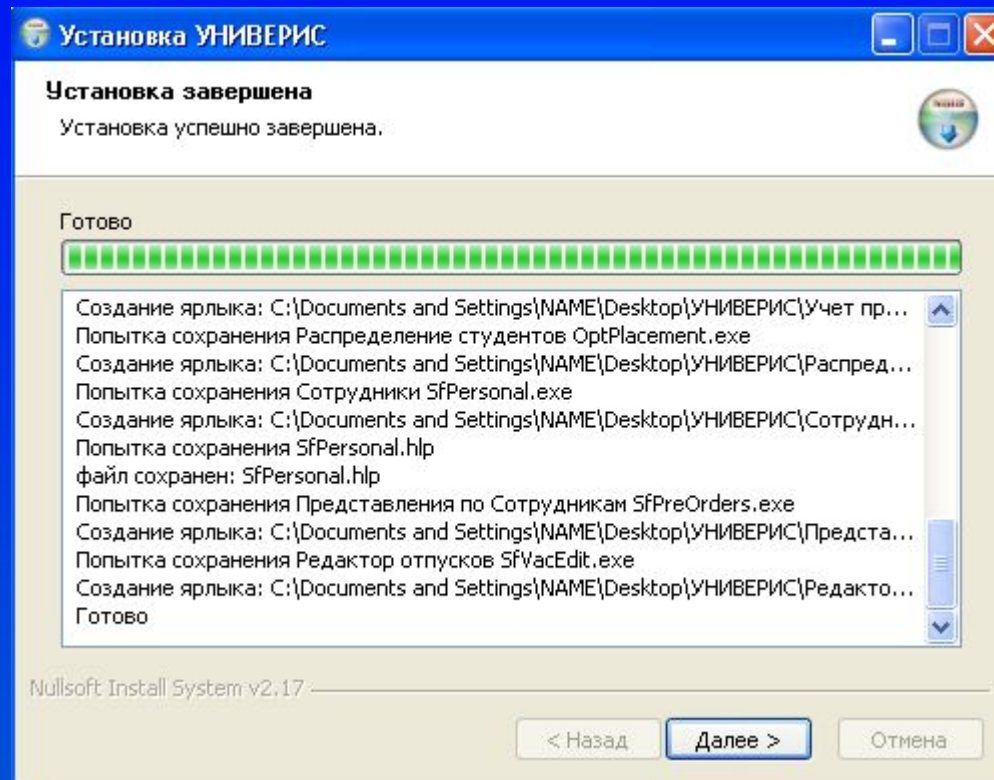 Установка УНИВЕРИС
Установка завершена
Установка успешно завершена.
Готово
Создание ярлыка: C:\Documents and Settings\NAME\Desktop\УНИВЕРИС\Учет пр...
Попытка сохранения Распределение студентов OptPlacement.exe
Создание ярлыка: C:\Documents and Settings\NAME\Desktop\УНИВЕРИС\Распред...
Попытка сохранения Сотрудники SfPersonal.exe
Создание ярлыка: C:\Documents and Settings\NAME\Desktop\УНИВЕРИС\Сотрудн...
Попытка сохранения SfPersonal.hlp
файл сохранен: SfPersonal.hlp
Попытка сохранения Представления по Сотрудникам SfPreOrders.exe
Создание ярлыка: C:\Documents and Settings\NAME\Desktop\УНИВЕРИС\Предста...
Попытка сохранения Редактор отпусков SfVacEdit.exe
Создание ярлыка: C:\Documents and Settings\NAME\Desktop\УНИВЕРИС\Редакто...
Готово
Nullsoft Install System v2.17
< Назад Далее > Отмена